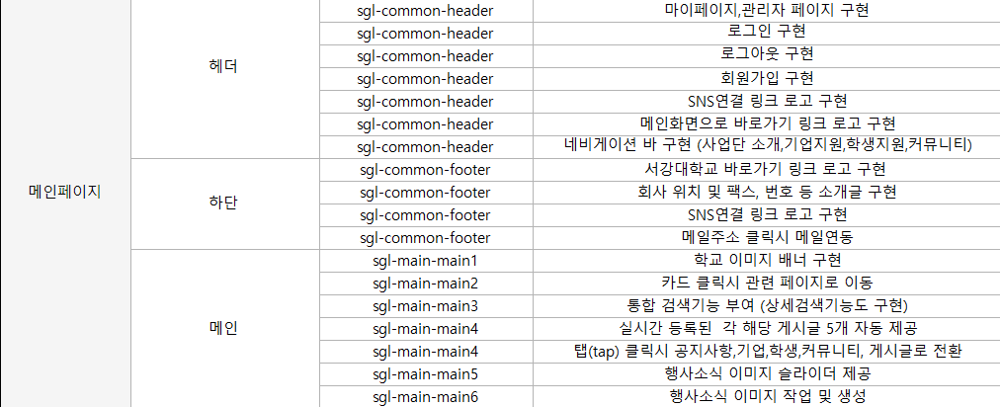 메인페이지
헤더
sgl-common-header 마이페이지,관리자 페이지 구현
sgl-common-header 로그인 구현
sgl-common-header 로그아웃 구현
sgl-common-header 회원가입 구현
sgl-common-header SNS연결 링크 로고 구현
sgl-common-header 메인화면으로 바로가기 링크 로고 구현
sgl-common-header 네비게이션 바 구현 (사업단 소개,기업지원,학생지원,커뮤니티)
하단
sgl-common-footer 서강대학교 바로가기 링크 로고 구현
sgl-common-footer 회사 위치 및 팩스, 번호 등 소개글 구현
sgl-common-footer SNS연결 링크 로고 구현
sgl-common-footer 메일주소 클릭시 메일연동
메인
sgl-main-main1 학교 이미지 배너 구현
sgl-main-main2 카드 클릭시 관련 페이지로 이동
sgl-main-main3 통합 검색기능 부여 (상세검색기능도 구현)
sgl-main-main4 실시간 등록된 각 해당 게시글 5개 자동 제공
sgl-main-main4 탭(tap) 클릭시 공지사항,기업,학생,커뮤니티, 게시글로 전환
sgl-main-main5 행사소식 이미지 슬라이더 제공
sgl-main-main6 행사소식 이미지 작업 및 생성